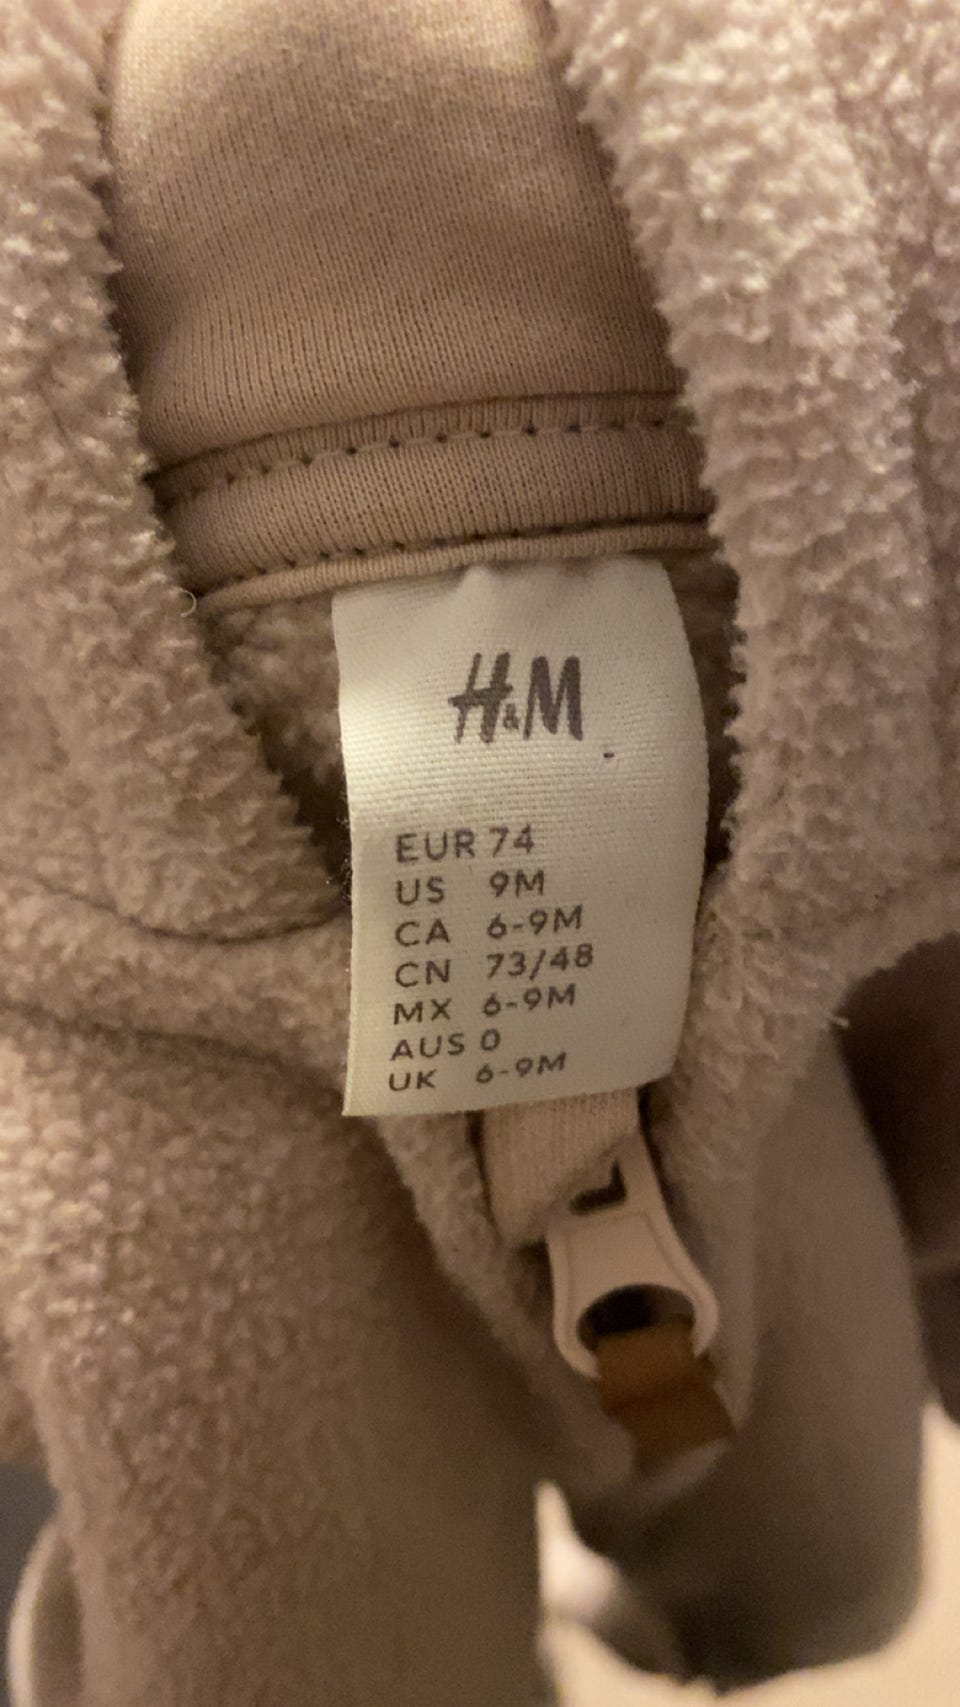 H&M
EUR 74
US 9M
CA 6-9M
CN 73/48
MX 6-9M
AUS 0
UK 6-9M